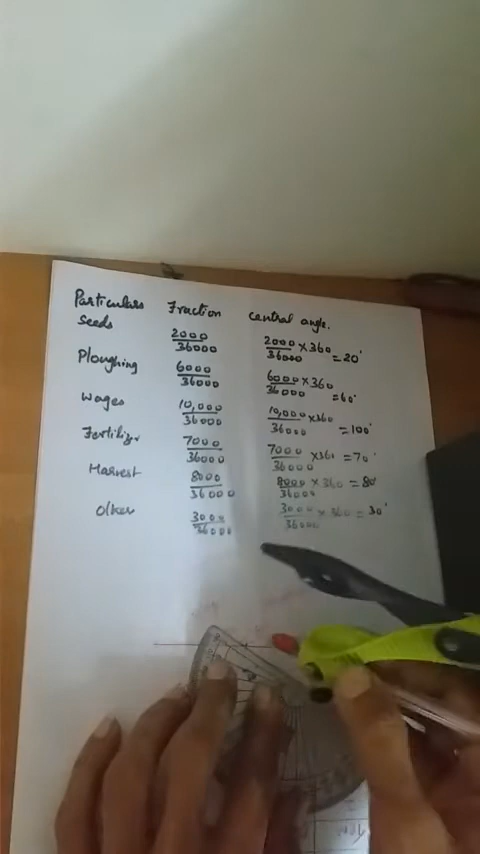 Particulars Fraction central angle.
Seeds 2000/36000 2000/36000 × 360 = 20°
Ploughing 6000/36000 6000/36000 × 360 = 60°
Wages 10,000/36000 10,000/36000 × 360 = 100°
Fertilizer 7000/36000 7000/36000 × 360 = 70°
Harvest 8000/36000 8000/36000 × 360 = 80°
Other 3000/36000 3000/36000 × 360 = 30°